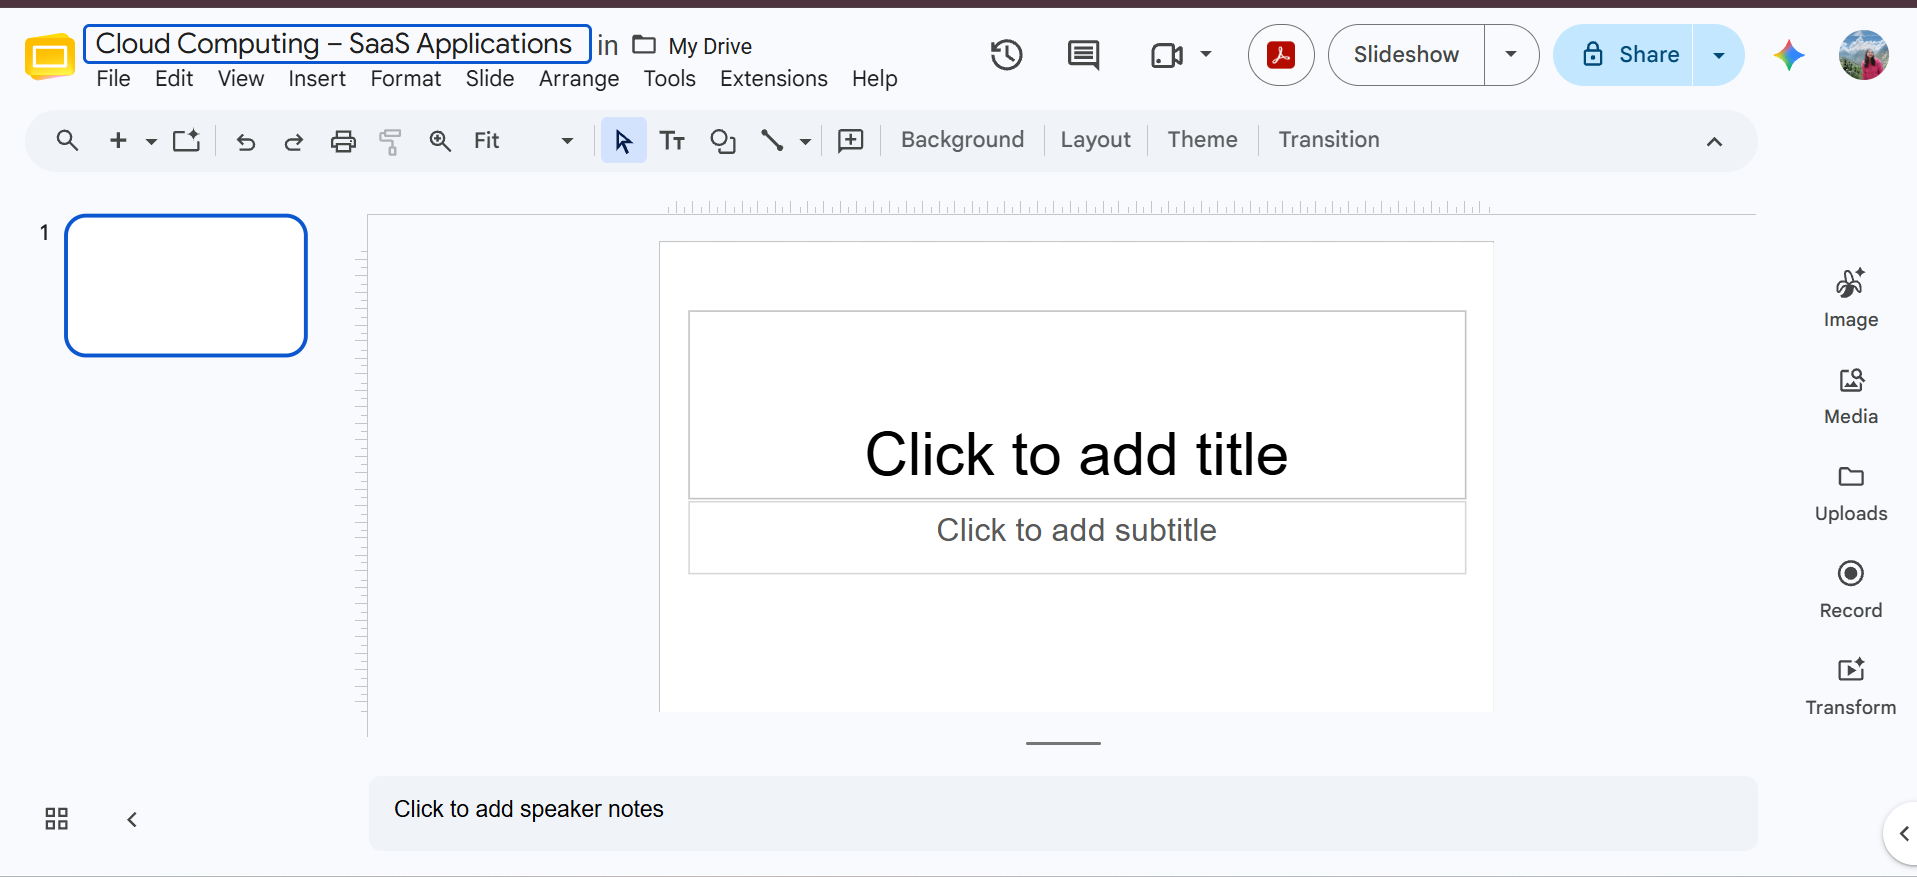 Cloud Computing – SaaS Applications in My Drive
File Edit View Insert Format Slide Arrange Tools Extensions Help
Slideshow
Share
Fit
Background Layout Theme Transition
1
Click to add title
Click to add subtitle
Image
Media
Uploads
Record
Transform
Click to add speaker notes